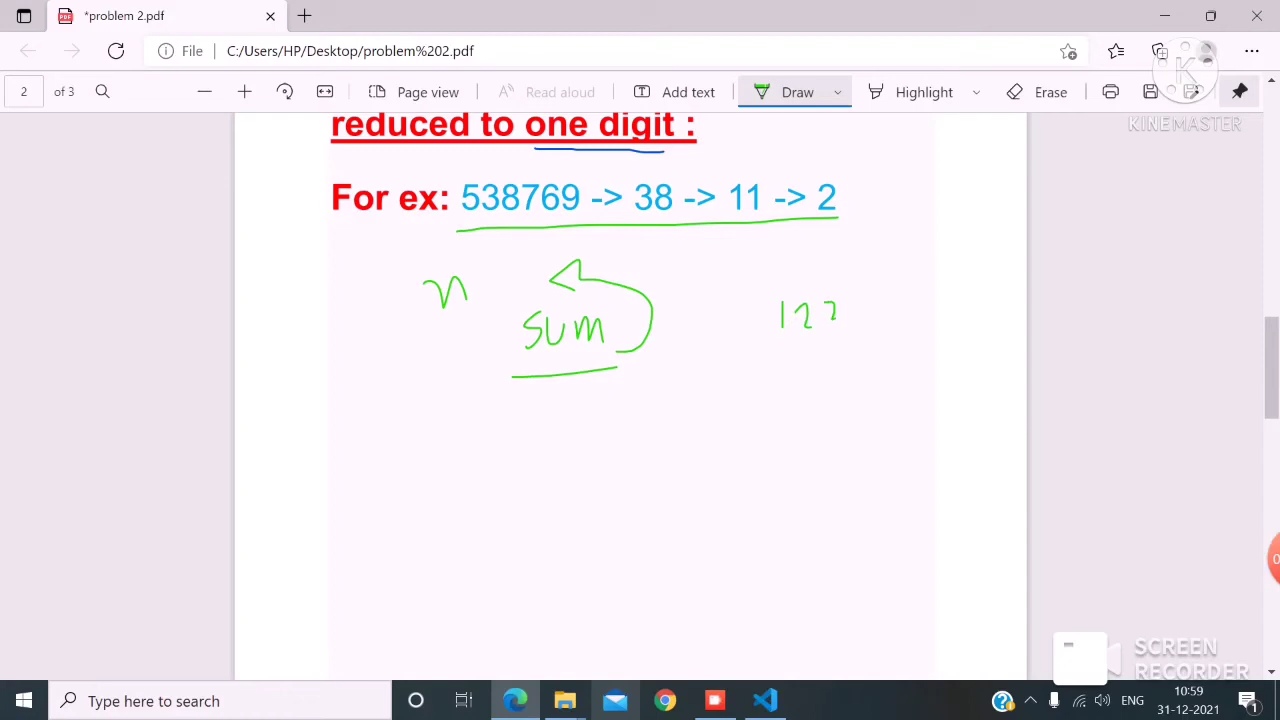 *problem 2.pdf
File C:/Users/HP/Desktop/problem%202.pdf
2 of 3 Page view Read aloud Add text Draw Highlight Erase
KINEMASTER
reduced to one digit :
For ex: 538769 -> 38 -> 11 -> 2
n
sum
SCREEN
RECORDER
Type here to search
ENG
10:59
31-12-2021